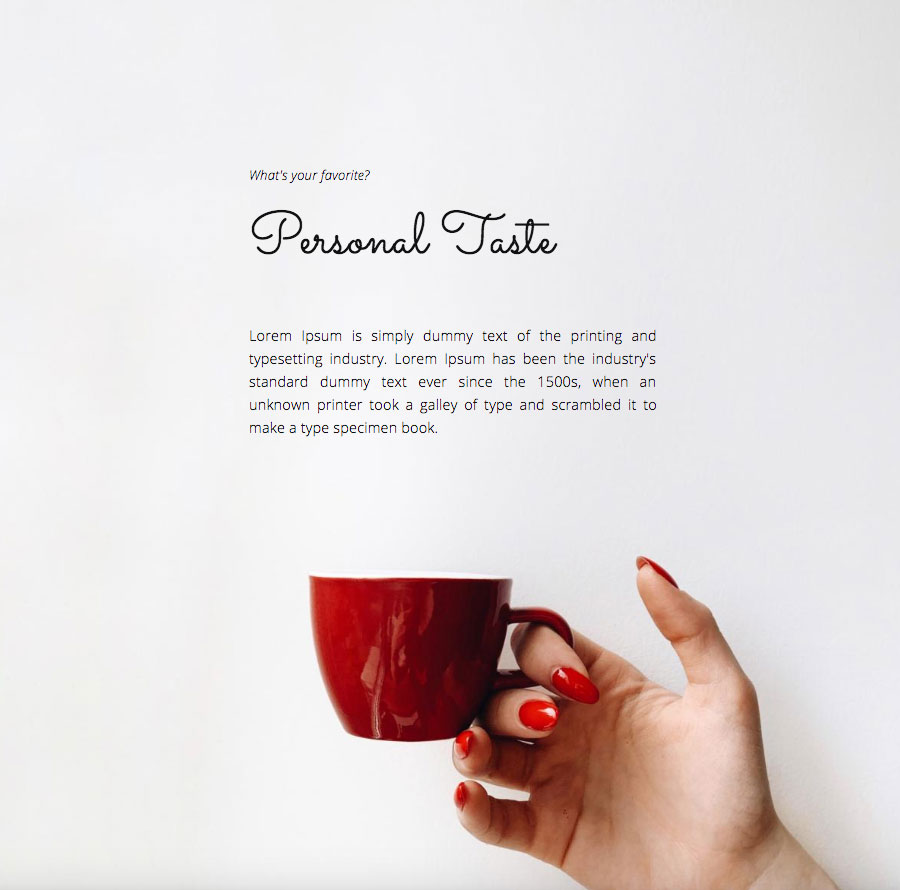 What's your favorite?
Personal Taste
Lorem Ipsum is simply dummy text of the printing and
typesetting industry. Lorem Ipsum has been the industry's
standard dummy text ever since the 1500s, when an
unknown printer took a galley of type and scrambled it to
make a type specimen book.